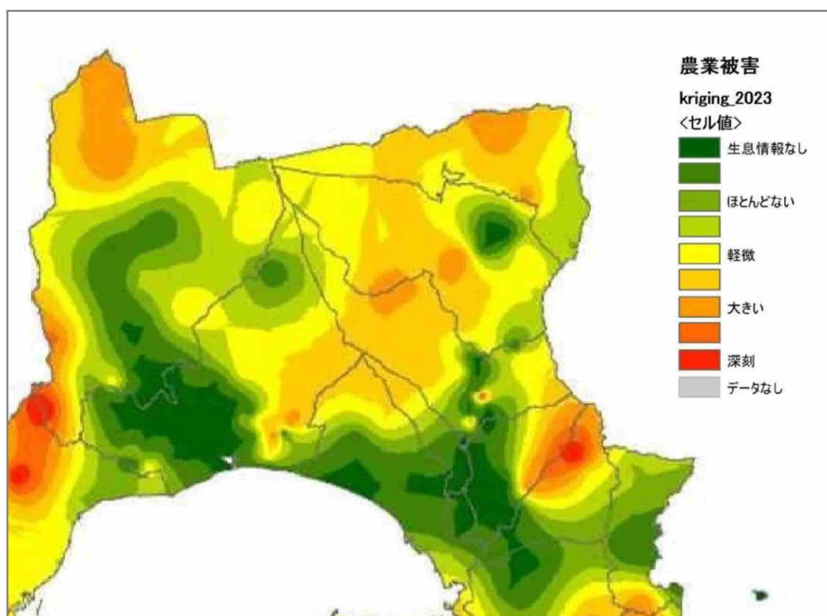 農業被害
kriging_2023
<セル値>
生息情報なし
ほとんどない
軽微
大きい
深刻
データなし